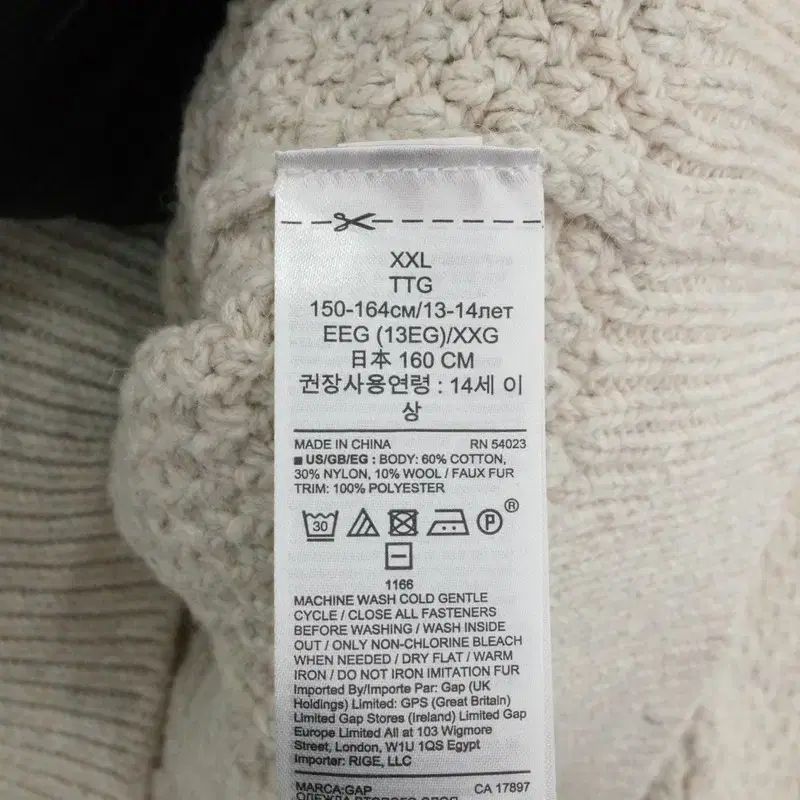 XXL
TTG
150-164см/13-14лет
EEG (13EG)/XXG
日本 160 CM
권장사용연령 : 14세 이
상
MADE IN CHINA RN 54023
■ US/GB/EG : BODY: 60% COTTON,
30% NYLON, 10% WOOL / FAUX FUR
TRIM: 100% POLYESTER
30 P ®
1166
MACHINE WASH COLD GENTLE
CYCLE / CLOSE ALL FASTENERS
BEFORE WASHING / WASH INSIDE
OUT / ONLY NON-CHLORINE BLEACH
WHEN NEEDED / DRY FLAT / WARM
IRON / DO NOT IRON IMITATION FUR
Imported By/Importe Par: Gap (UK
Holdings) Limited: GPS (Great Britain)
Limited Gap Stores (Ireland) Limited Gap
Europe Limited All at 103 Wigmore
Street, London, W1U 1QS Egypt
Importer: RIGE, LLC
MARCA:GAP CA 17897